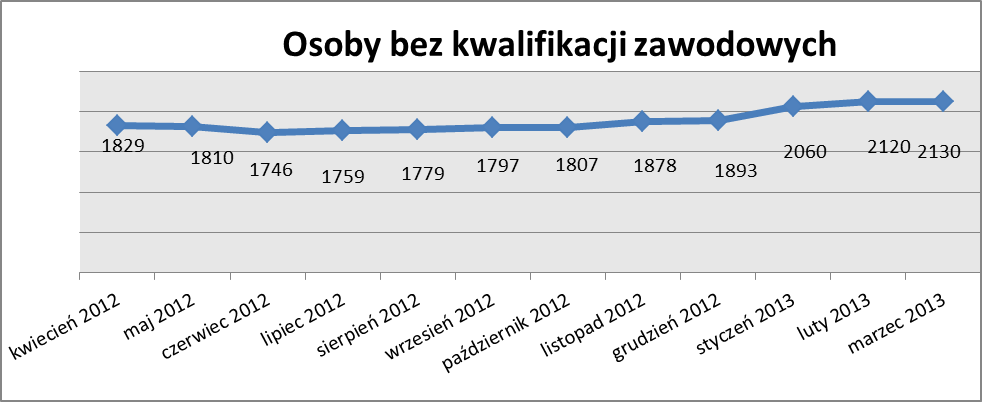 Osoby bez kwalifikacji zawodowych
1829
1810
1746
1759
1779
1797
1807
1878
1893
2060
2120
2130
kwiecień 2012
maj 2012
czerwiec 2012
lipiec 2012
sierpień 2012
wrzesień 2012
październik 2012
listopad 2012
grudzień 2012
styczeń 2013
luty 2013
marzec 2013